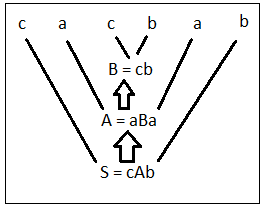 c a c b a b
B = cb
A = aBa
S = cAb